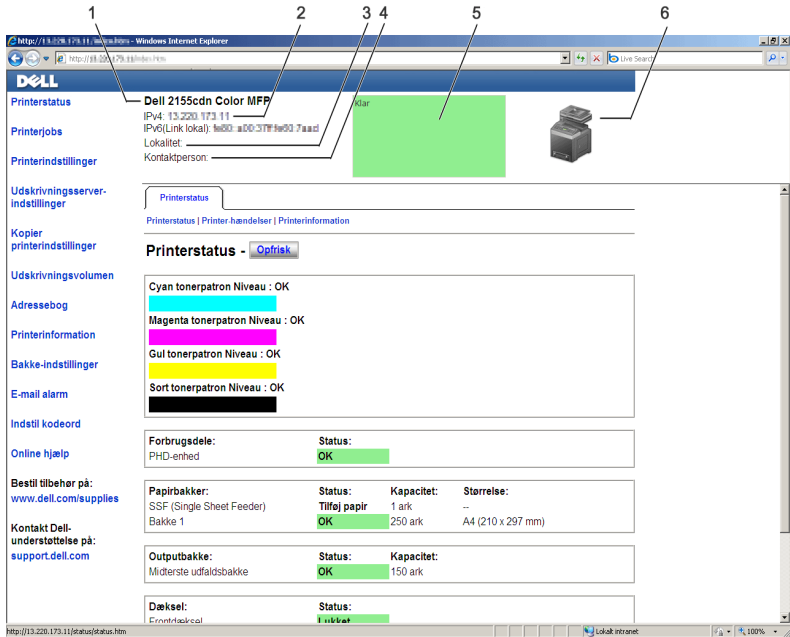 1 2 3 4 5 6
- Windows Internet Explorer
Live Search
DELL
Printerstatus
Printerjobs
Printerindstillinger
Udskrivningsserver-
indstillinger
Kopier
printerindstillinger
Udskrivningsvolumen
Adressebog
Printerinformation
Bakke-indstillinger
E-mail alarm
Indstil kodeord
Online hjælp
Bestil tilbehør på:
www.dell.com/supplies
Kontakt Dell-
understøttelse på:
support.dell.com
Dell 2155cdn Color MFP
IPv4: 13.220.173.11
IPv6(Link lokal):
Lokalitet:
Kontaktperson:
Klar
Printerstatus
Printerstatus | Printer-hændelser | Printerinformation
Printerstatus - Opfrisk
Cyan tonerpatron Niveau : OK
Magenta tonerpatron Niveau : OK
Gul tonerpatron Niveau : OK
Sort tonerpatron Niveau : OK
Forbrugsdele: Status:
PHD-enhed OK
Papirbakker: Status: Kapacitet: Størrelse:
SSF (Single Sheet Feeder) Tilføj papir 1 ark --
Bakke 1 OK 250 ark A4 (210 x 297 mm)
Outputbakke: Status: Kapacitet:
Midterste udfaldsbakke OK 150 ark
Dæksel: Status:
Frontdæksel Lukket
http://13.220.173.11/status/status.htm Lokalt intranet 100%